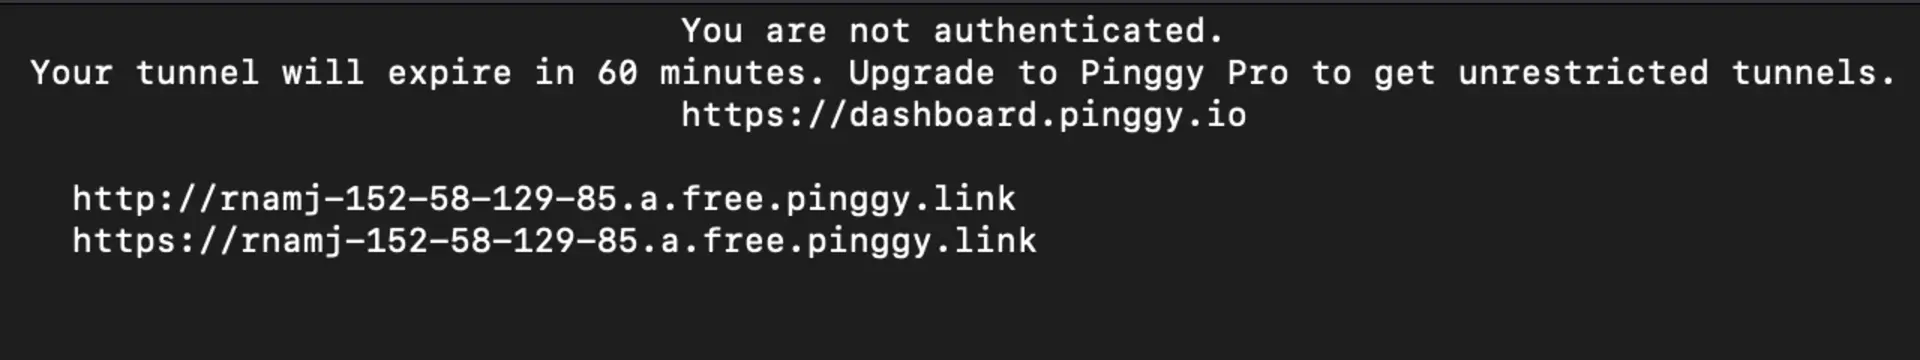 You are not authenticated.
Your tunnel will expire in 60 minutes. Upgrade to Pinggy Pro to get unrestricted tunnels.
https://dashboard.pinggy.io
http://rnamj-152-58-129-85.a.free.pinggy.link
https://rnamj-152-58-129-85.a.free.pinggy.link